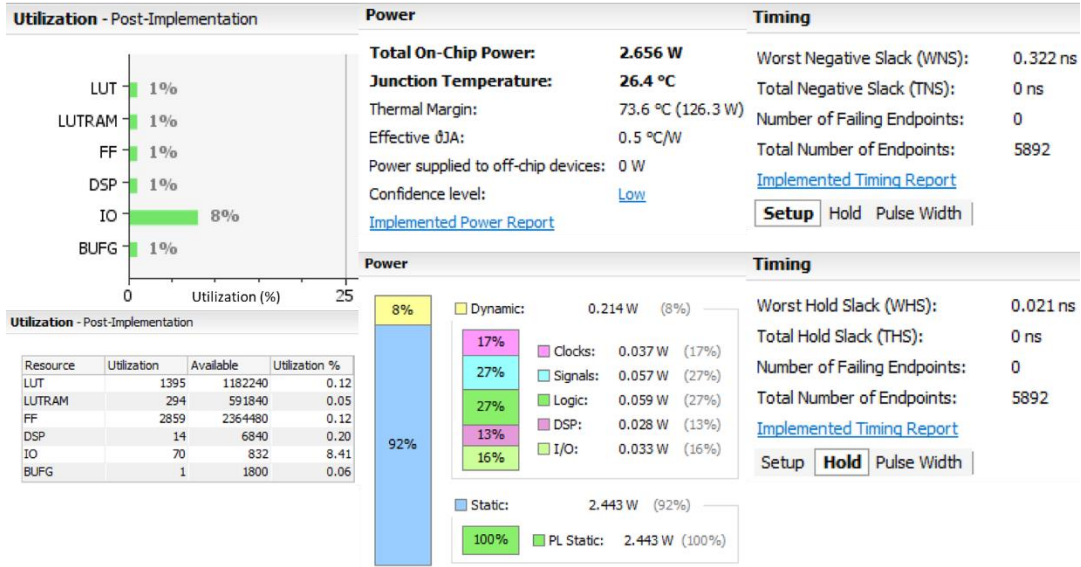 Utilization - Post-Implementation
LUT 1%
LUTRAM 1%
FF 1%
DSP 1%
IO 8%
BUFG 1%
0 25
Utilization (%)
Utilization - Post-Implementation
Resource Utilization Available Utilization %
LUT 1395 1182240 0.12
LUTRAM 294 591840 0.05
FF 2859 2364480 0.12
DSP 14 6840 0.20
IO 70 832 8.41
BUFG 1 1800 0.06
Power
Total On-Chip Power: 2.656 W
Junction Temperature: 26.4 °C
Thermal Margin: 73.6 °C (126.3 W)
Effective ϑJA: 0.5 °C/W
Power supplied to off-chip devices: 0 W
Confidence level: Low
Implemented Power Report
Power
8%
92%
Dynamic: 0.214 W (8%)
17% Clocks: 0.037 W (17%)
27% Signals: 0.057 W (27%)
27% Logic: 0.059 W (27%)
13% DSP: 0.028 W (13%)
16% I/O: 0.033 W (16%)
Static: 2.443 W (92%)
100% PL Static: 2.443 W (100%)
Timing
Worst Negative Slack (WNS): 0.322 ns
Total Negative Slack (TNS): 0 ns
Number of Failing Endpoints: 0
Total Number of Endpoints: 5892
Implemented Timing Report
Setup Hold Pulse Width
Timing
Worst Hold Slack (WHS): 0.021 ns
Total Hold Slack (THS): 0 ns
Number of Failing Endpoints: 0
Total Number of Endpoints: 5892
Implemented Timing Report
Setup Hold Pulse Width